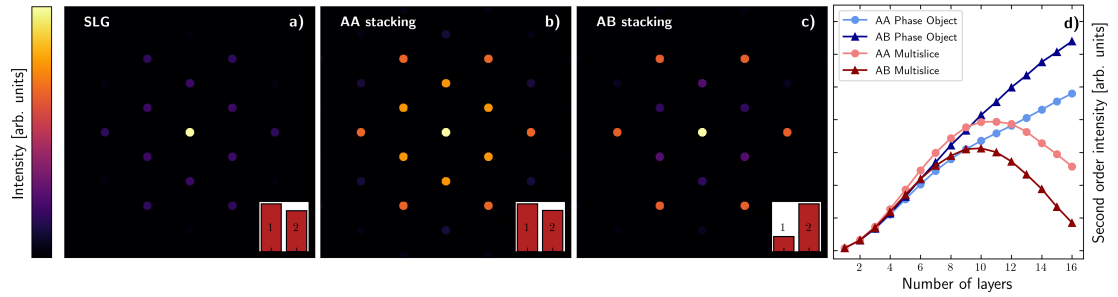 Intensity [arb. units]
SLG
a)
1
2
AA stacking
b)
1
2
AB stacking
c)
1
2
d)
AA Phase Object
AB Phase Object
AA Multislice
AB Multislice
2 4 6 8 10 12 14 16
Number of layers
Second order intensity [arb. units]